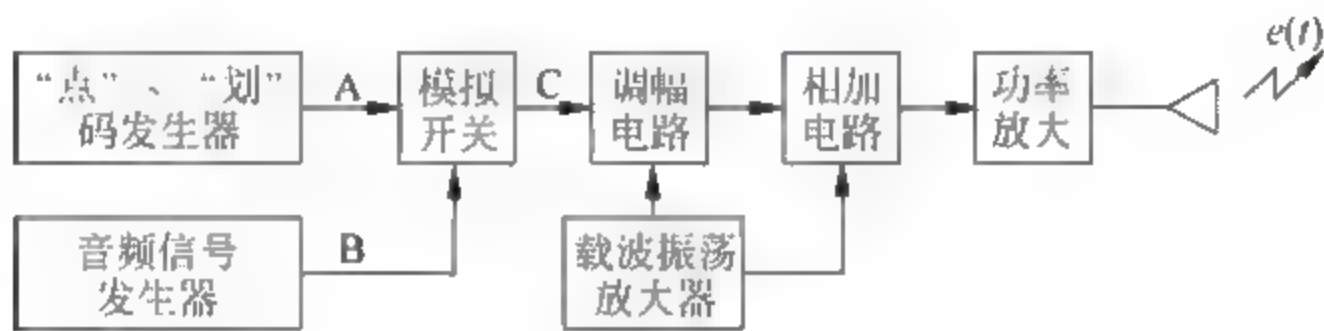 “点”、“划”
码发生器
A
模拟
开关
C
调幅
电路
相加
电路
功率
放大
e(t)
音频信号
发生器
B
载波振荡
放大器